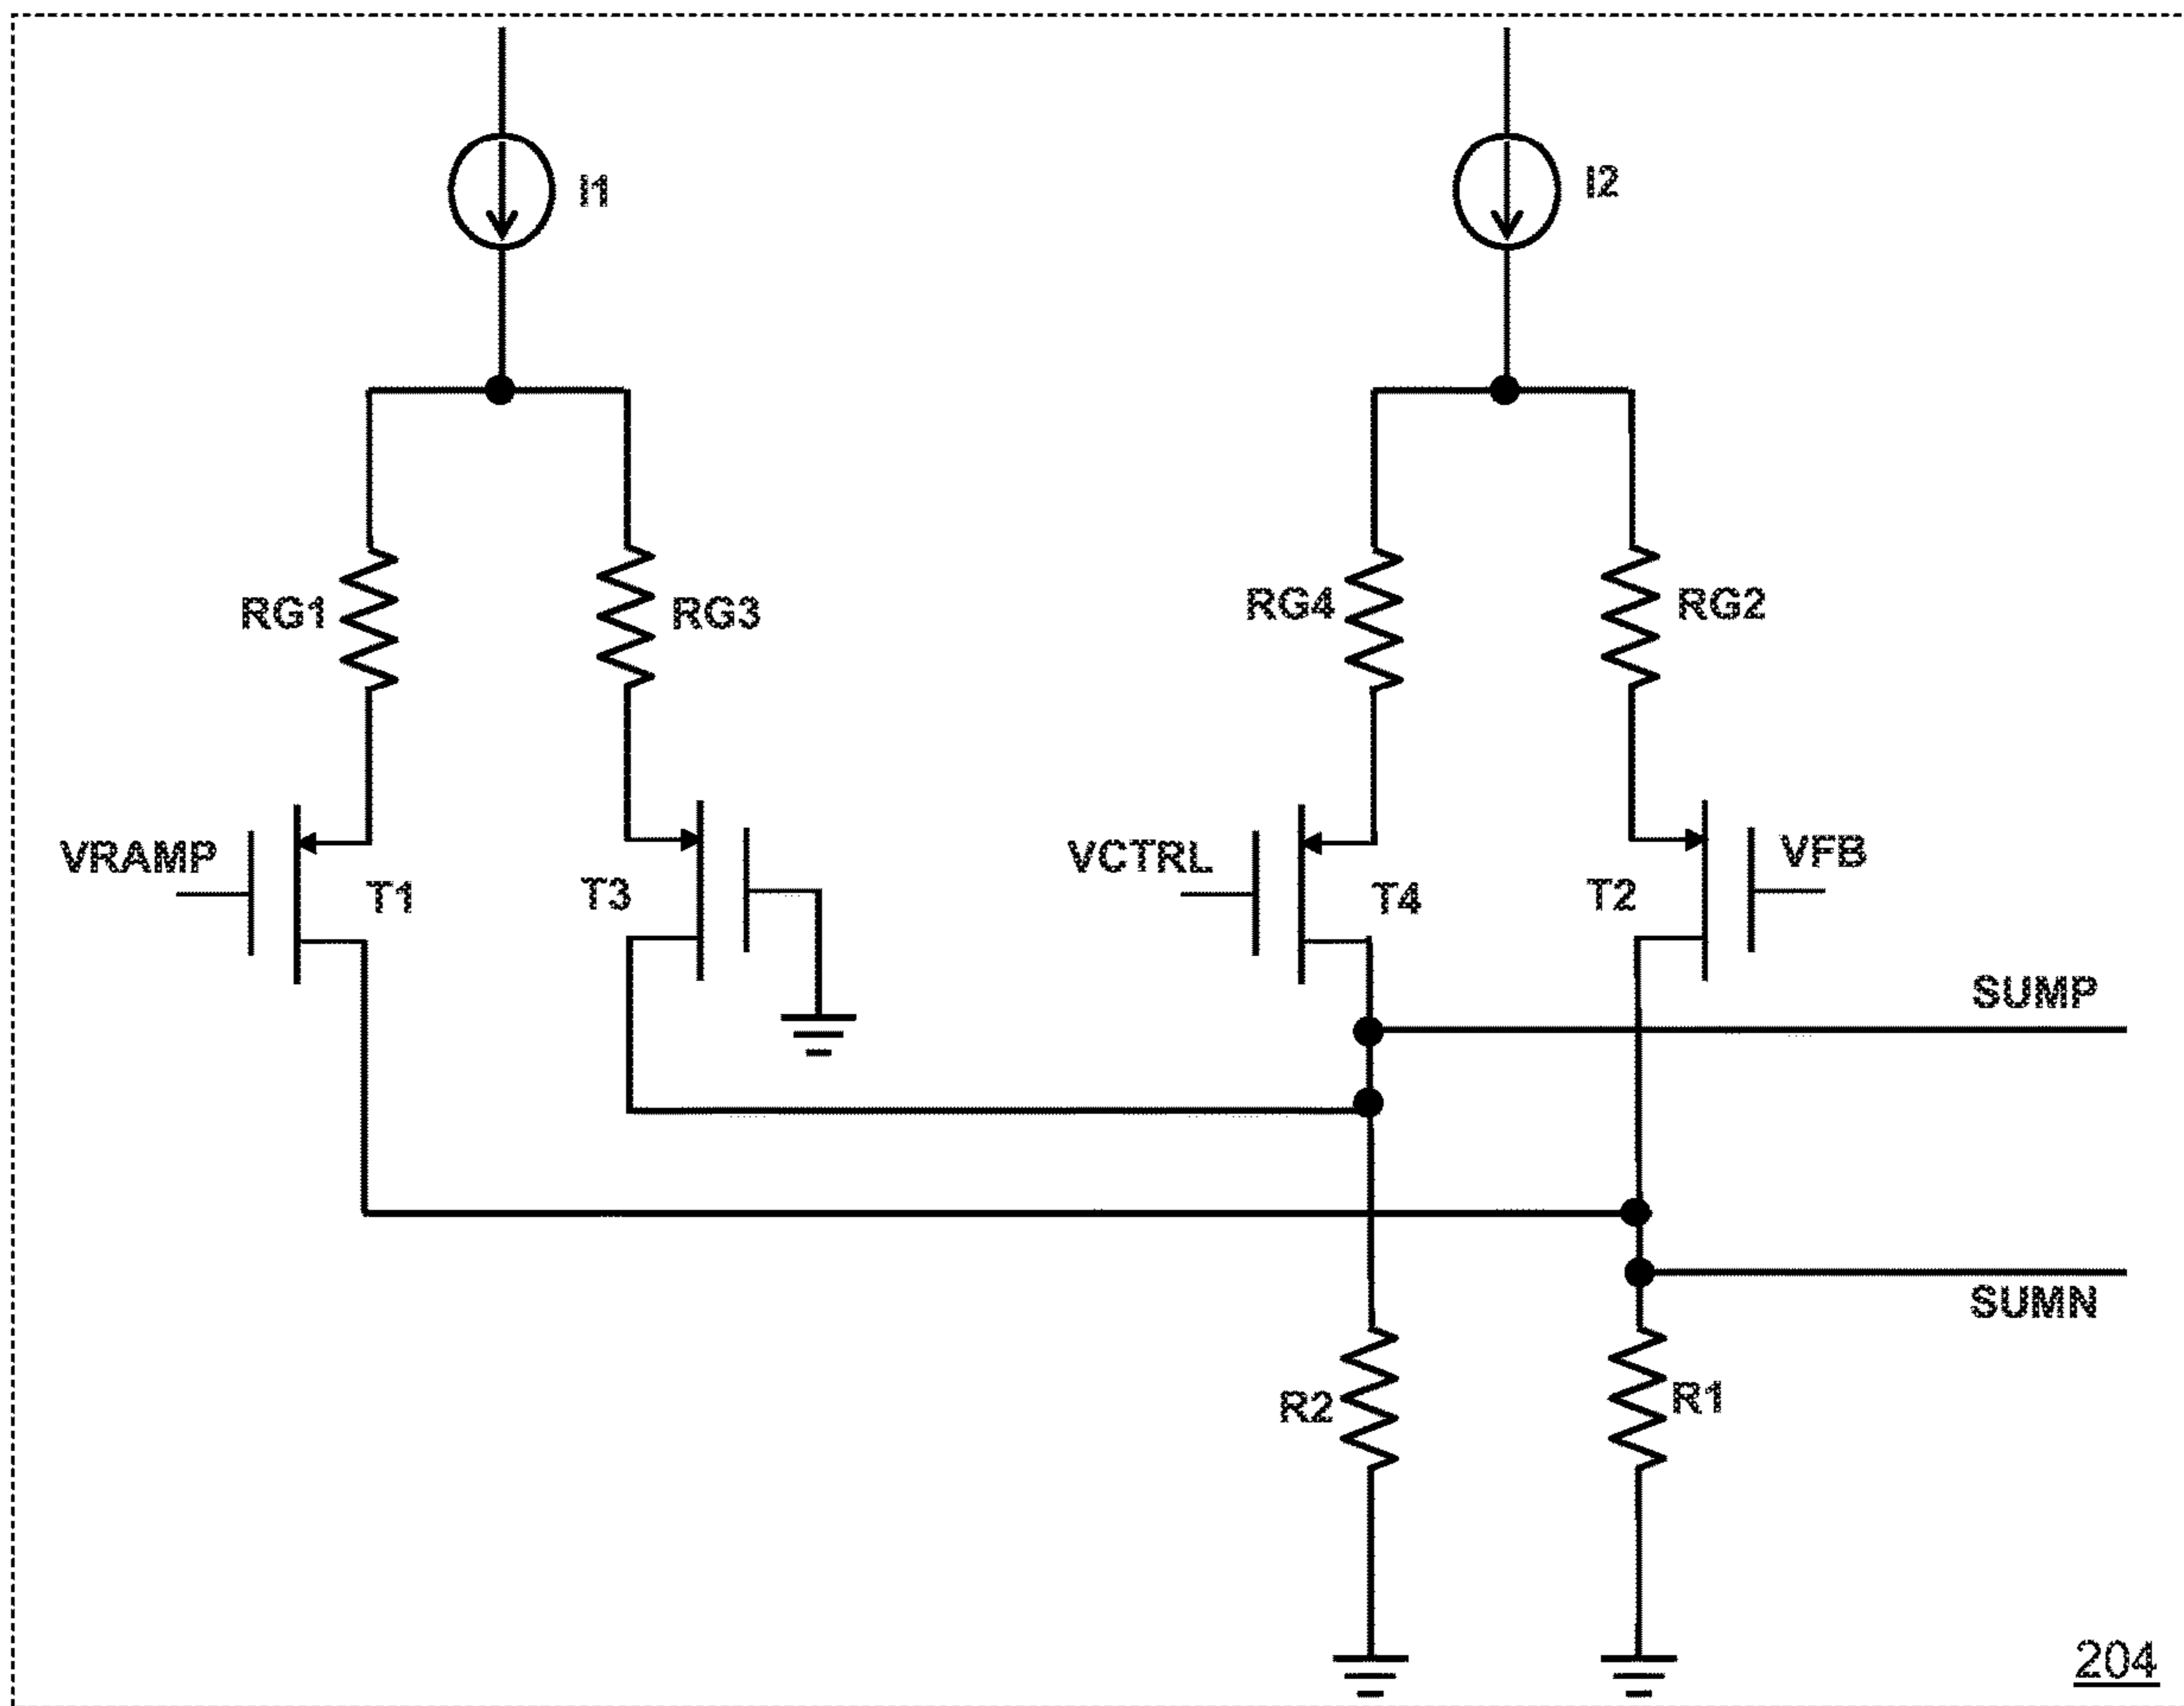 I1
I2
RG1
RG3
RG4
RG2
VRAMP
T1
T3
VCTRL
T4
T2
VFB
SUMP
SUMN
R2
R1
204